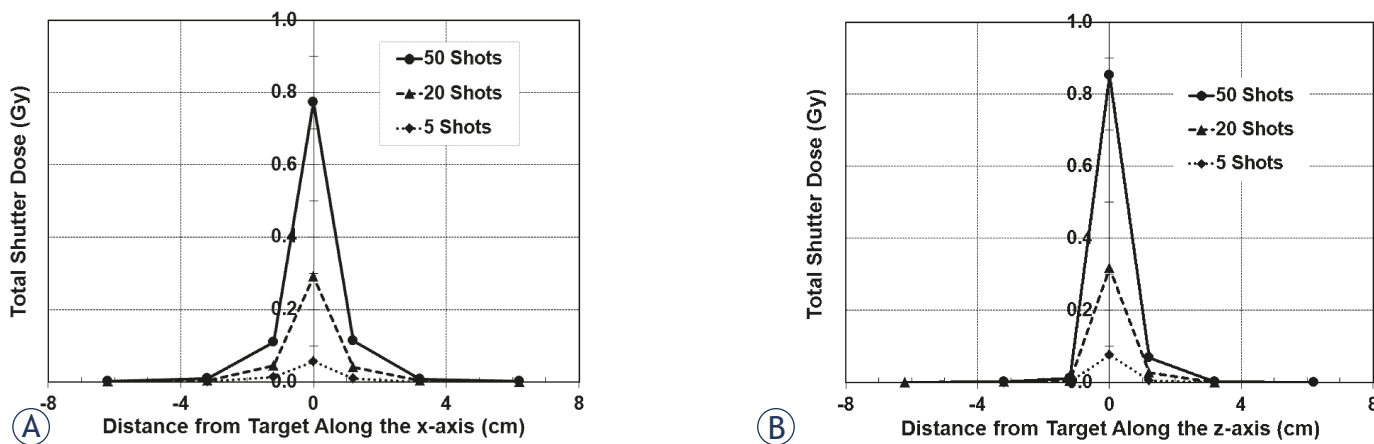 1.0
0.8
0.6
0.4
0.2
0.0
-8 -4 0 4 8
Total Shutter Dose (Gy)
Distance from Target Along the x-axis (cm)
50 Shots
20 Shots
5 Shots
A
1.0
0.8
0.6
0.4
0.2
0.0
-8 -4 0 4 8
Total Shutter Dose (Gy)
Distance from Target Along the z-axis (cm)
50 Shots
20 Shots
5 Shots
B